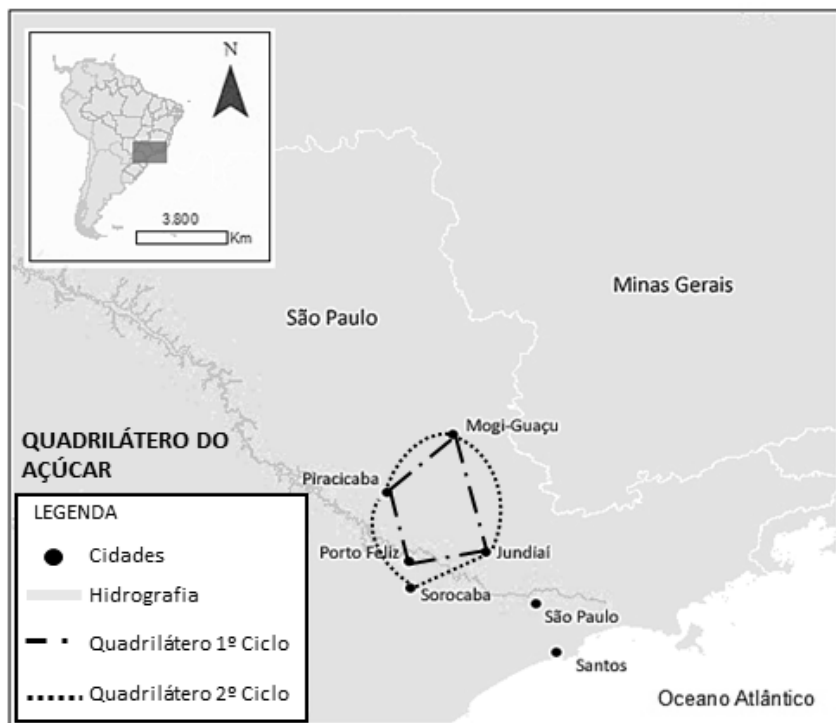 N
3.800
Km
Minas Gerais
São Paulo
Mogi-Guaçu
QUADRILÁTERO DO
AÇÚCAR
Piracicaba
LEGENDA
Cidades
Porto Feliz
Jundiaí
Hidrografia
Sorocaba
São Paulo
Quadrilátero 1º Ciclo
Santos
Quadrilátero 2º Ciclo
Oceano Atlântico